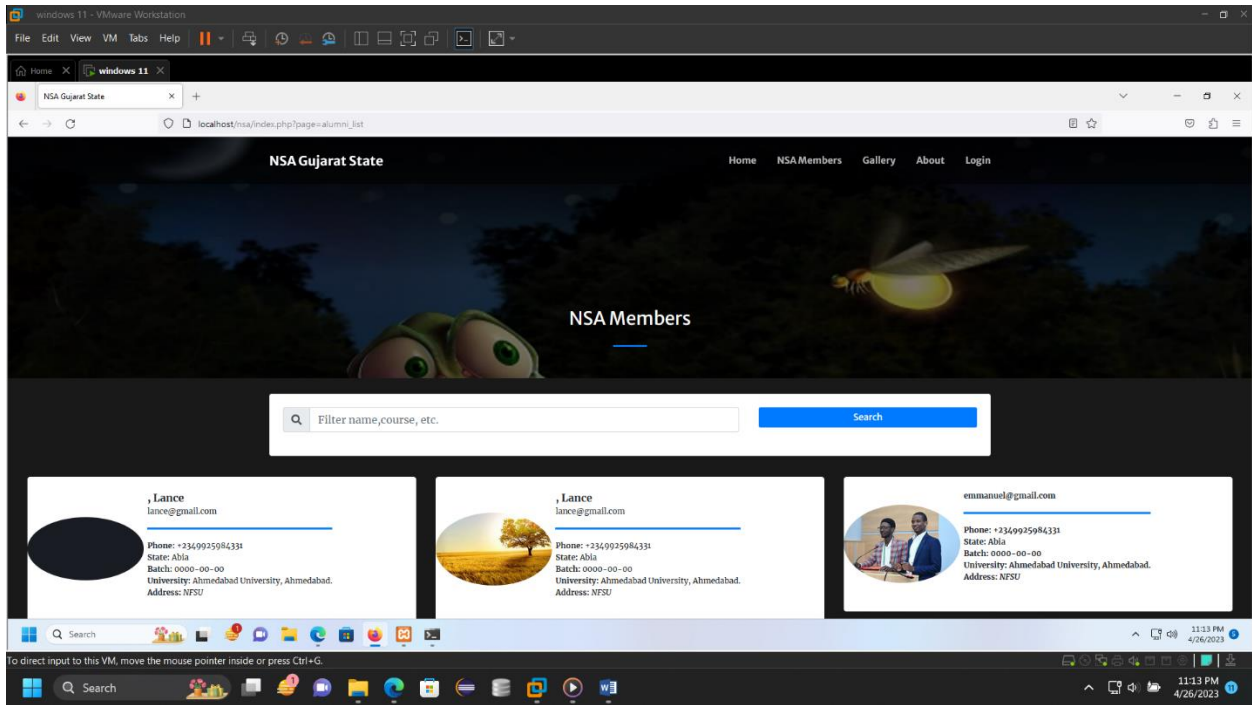 windows 11 - VMware Workstation
File Edit View VM Tabs Help
Home windows 11
NSA Gujarat State
localhost/nsa/index.php?page=alumni_list
NSA Gujarat State Home NSA Members Gallery About Login
NSA Members
Filter name,course, etc. Search
, Lance
lance@gmail.com
Phone: +2349925984331
State: Abia
Batch: 0000-00-00
University: Ahmedabad University, Ahmedabad.
Address: NFSU
, Lance
lance@gmail.com
Phone: +2349925984331
State: Abia
Batch: 0000-00-00
University: Ahmedabad University, Ahmedabad.
Address: NFSU
emmanuel@gmail.com
Phone: +2349925984331
State: Abia
Batch: 0000-00-00
University: Ahmedabad University, Ahmedabad.
Address: NFSU
Search 11:13 PM
4/26/2023
To direct input to this VM, move the mouse pointer inside or press Ctrl+G.
Search 11:13 PM
4/26/2023